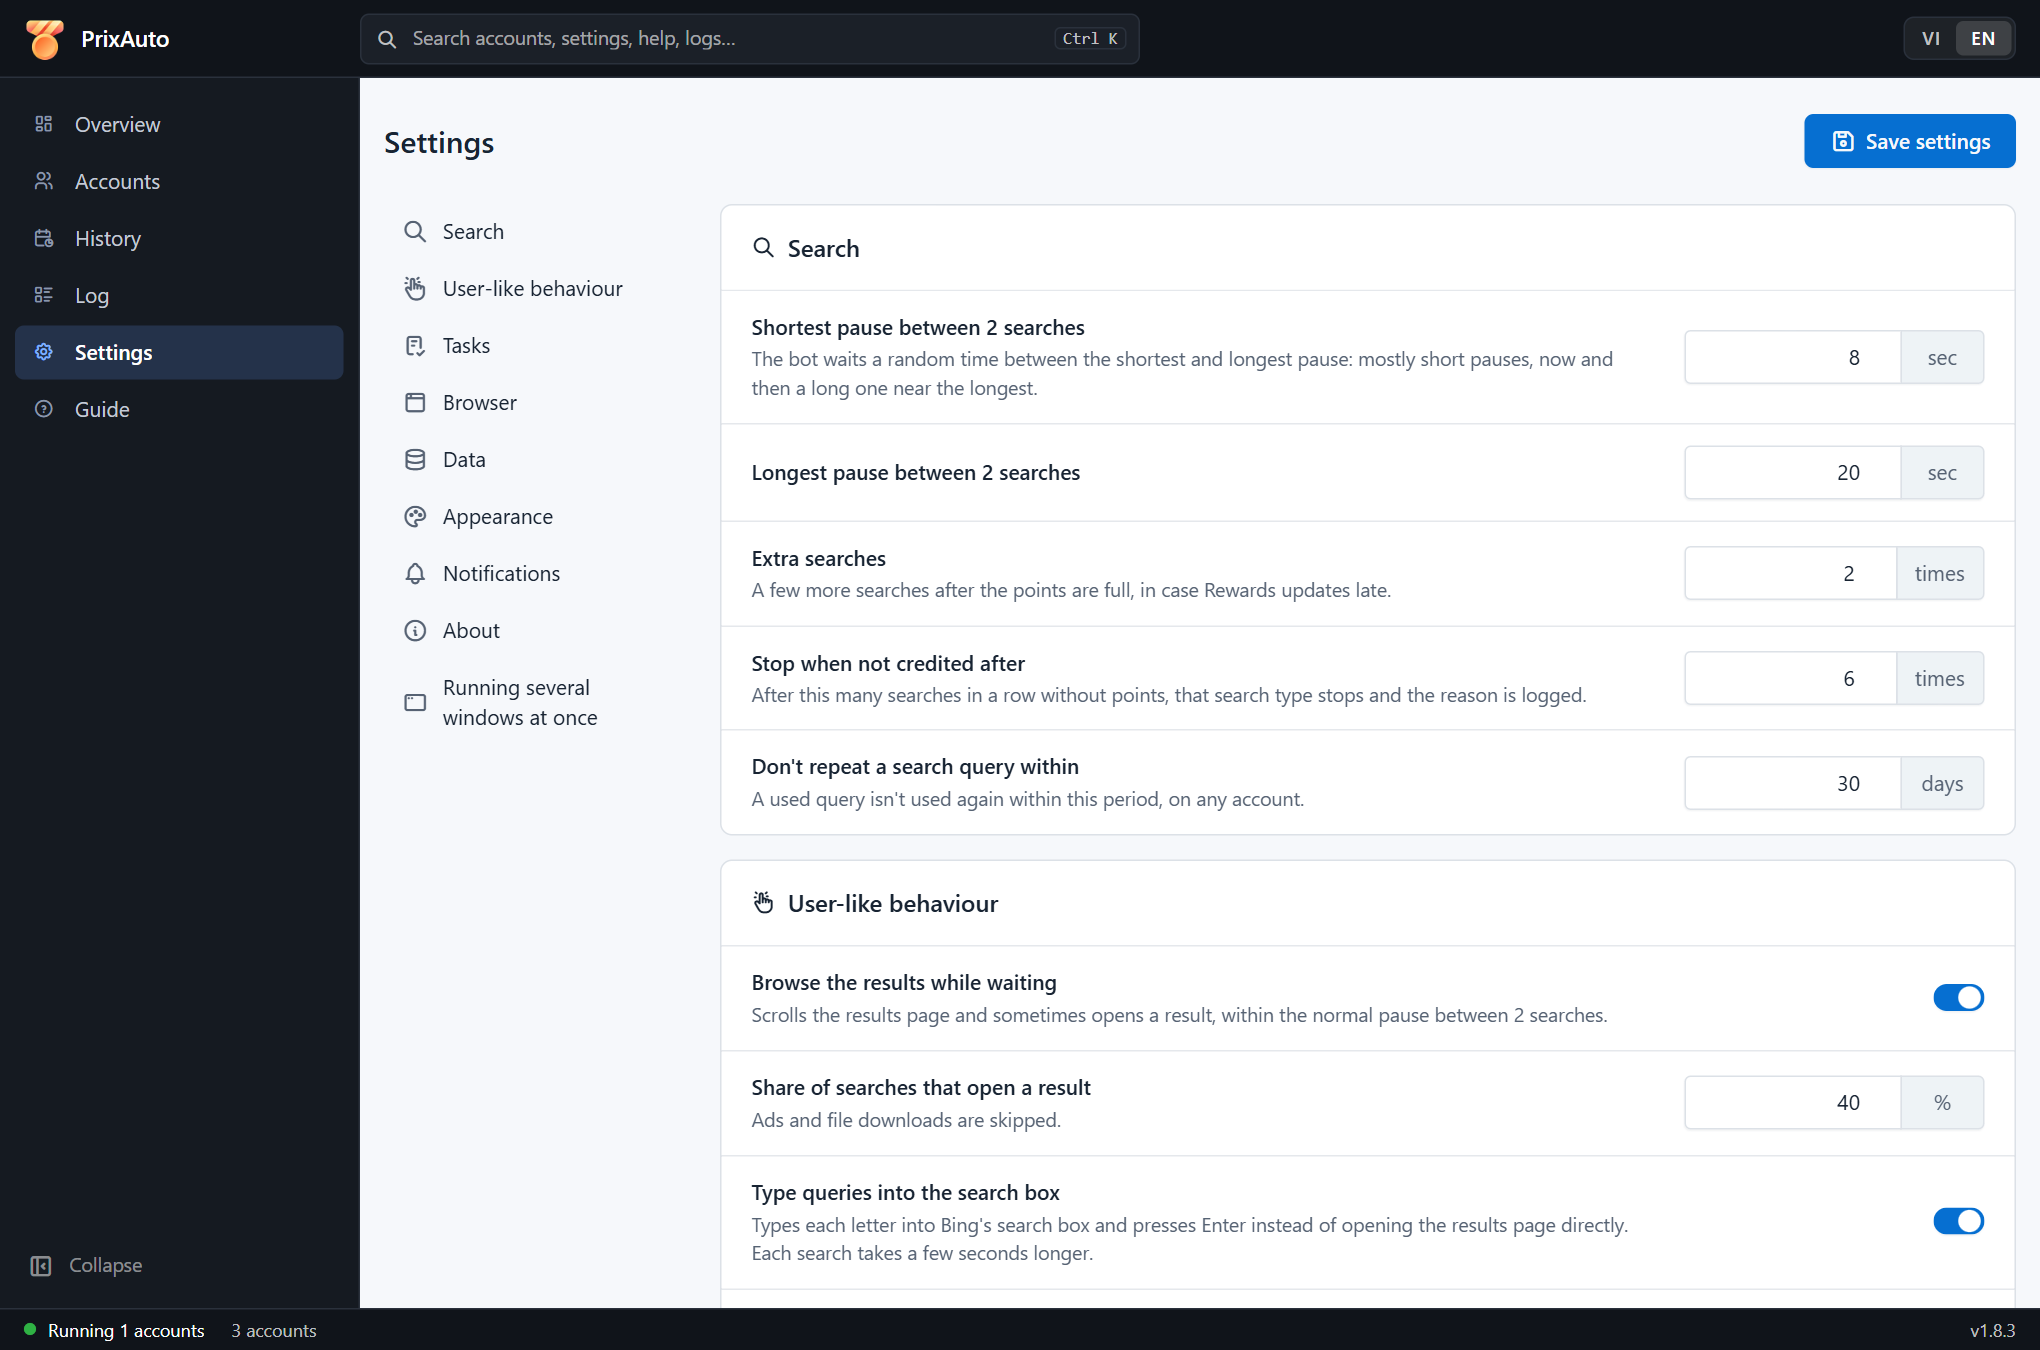 PrixAuto
Search accounts, settings, help, logs...
Ctrl K
VI
EN
Overview
Accounts
History
Log
Settings
Guide
Collapse
Settings
Save settings
Search
User-like behaviour
Tasks
Browser
Data
Appearance
Notifications
About
Running several
windows at once
Search
Shortest pause between 2 searches
The bot waits a random time between the shortest and longest pause: mostly short pauses, now and
then a long one near the longest.
8 sec
Longest pause between 2 searches
20 sec
Extra searches
A few more searches after the points are full, in case Rewards updates late.
2 times
Stop when not credited after
After this many searches in a row without points, that search type stops and the reason is logged.
6 times
Don't repeat a search query within
A used query isn't used again within this period, on any account.
30 days
User-like behaviour
Browse the results while waiting
Scrolls the results page and sometimes opens a result, within the normal pause between 2 searches.
Share of searches that open a result
Ads and file downloads are skipped.
40 %
Type queries into the search box
Types each letter into Bing's search box and presses Enter instead of opening the results page directly.
Each search takes a few seconds longer.
Running 1 accounts
3 accounts
v1.8.3